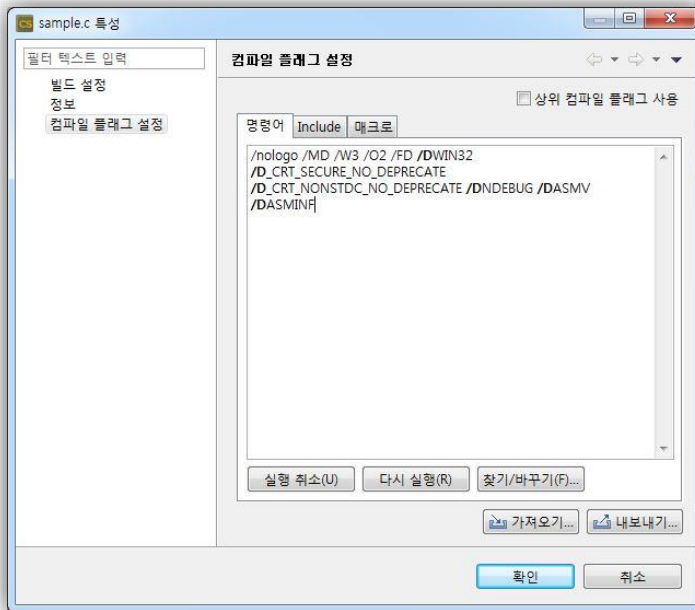 CS sample.c 특성
필터 텍스트 입력
빌드 설정
정보
컴파일 플래그 설정
컴파일 플래그 설정
상위 컴파일 플래그 사용
명령어 Include 매크로
/nologo /MD /W3 /O2 /FD /DWIN32
/D_CRT_SECURE_NO_DEPRECATE
/D_CRT_NONSTDC_NO_DEPRECATE /DNDEBUG /DASMV
/DASMINF
실행 취소(U) 다시 실행(R) 찾기/바꾸기(F)...
가져오기... 내보내기...
확인 취소